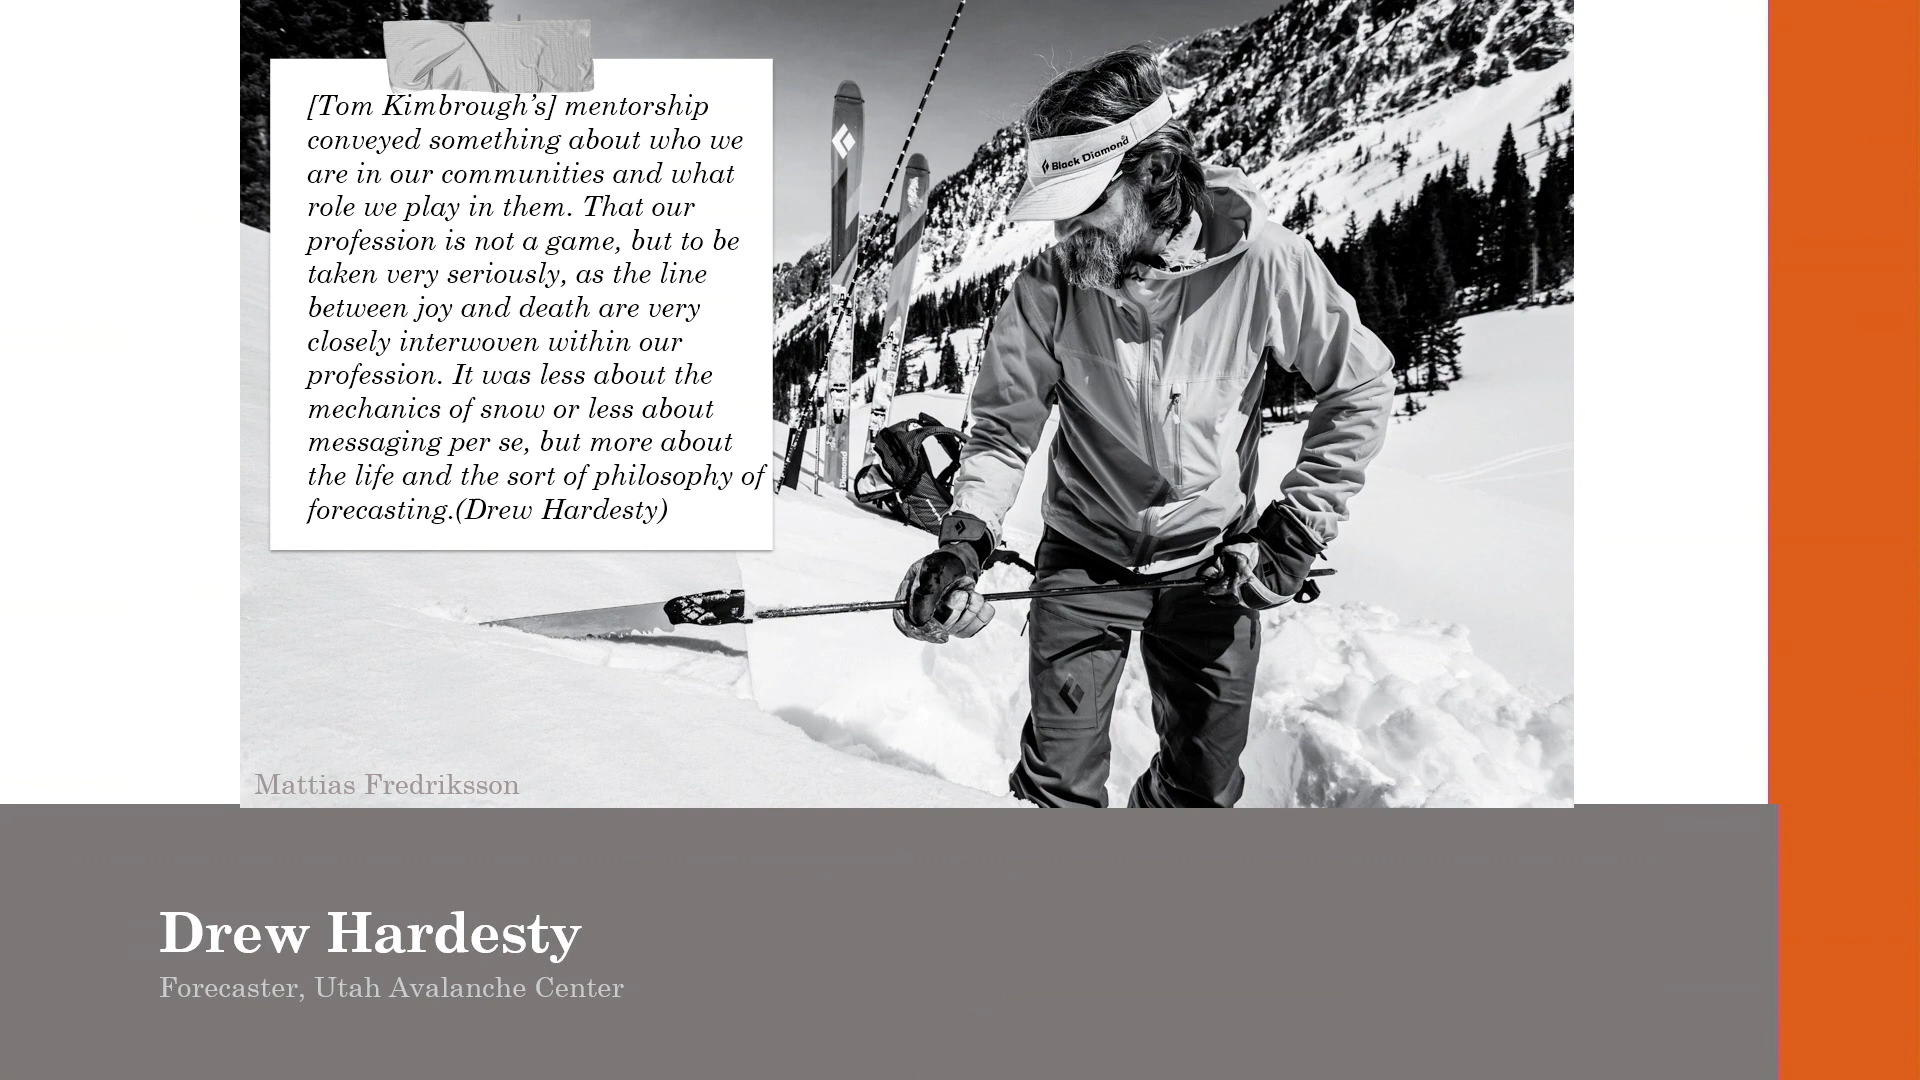 [Tom Kimbrough's] mentorship
conveyed something about who we
are in our communities and what
role we play in them. That our
profession is not a game, but to be
taken very seriously, as the line
between joy and death are very
closely interwoven within our
profession. It was less about the
mechanics of snow or less about
messaging per se, but more about
the life and the sort of philosophy of
forecasting.(Drew Hardesty)
Black Diamond
Mattias Fredriksson
Drew Hardesty
Forecaster, Utah Avalanche Center